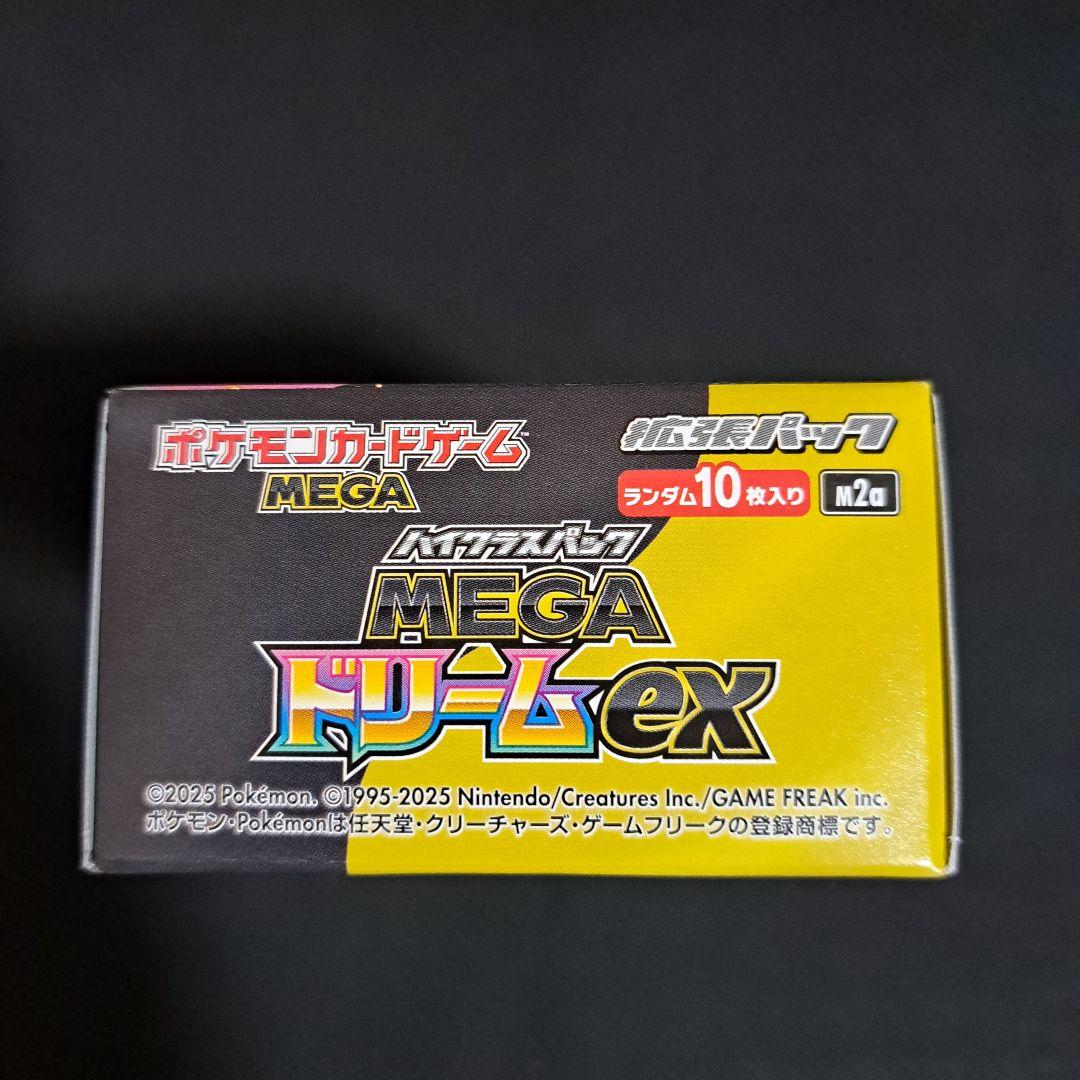 ポケモンカードゲーム™
MEGA
拡張パック
ランダム10枚入り
M2a
ハイクラスパック
MEGA
ドリームex
©2025 Pokémon. ©1995-2025 Nintendo/Creatures Inc./GAME FREAK inc.
ポケモン・Pokémonは任天堂・クリーチャーズ・ゲームフリークの登録商標です。